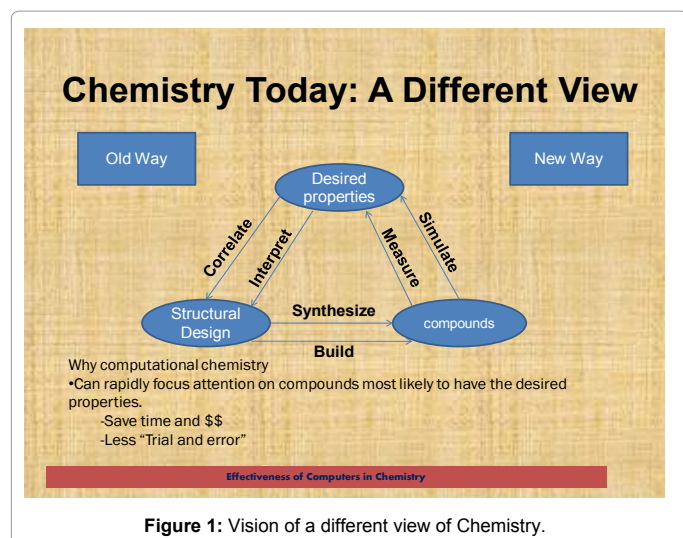 Chemistry Today: A Different View
Old Way
New Way
Desired
properties
Correlate
Interpret
Measure
Simulate
Structural
Design
Synthesize
compounds
Build
Why computational chemistry
•Can rapidly focus attention on compounds most likely to have the desired
properties.
-Save time and $$
-Less “Trial and error”
Effectiveness of Computers in Chemistry
Figure 1: Vision of a different view of Chemistry.